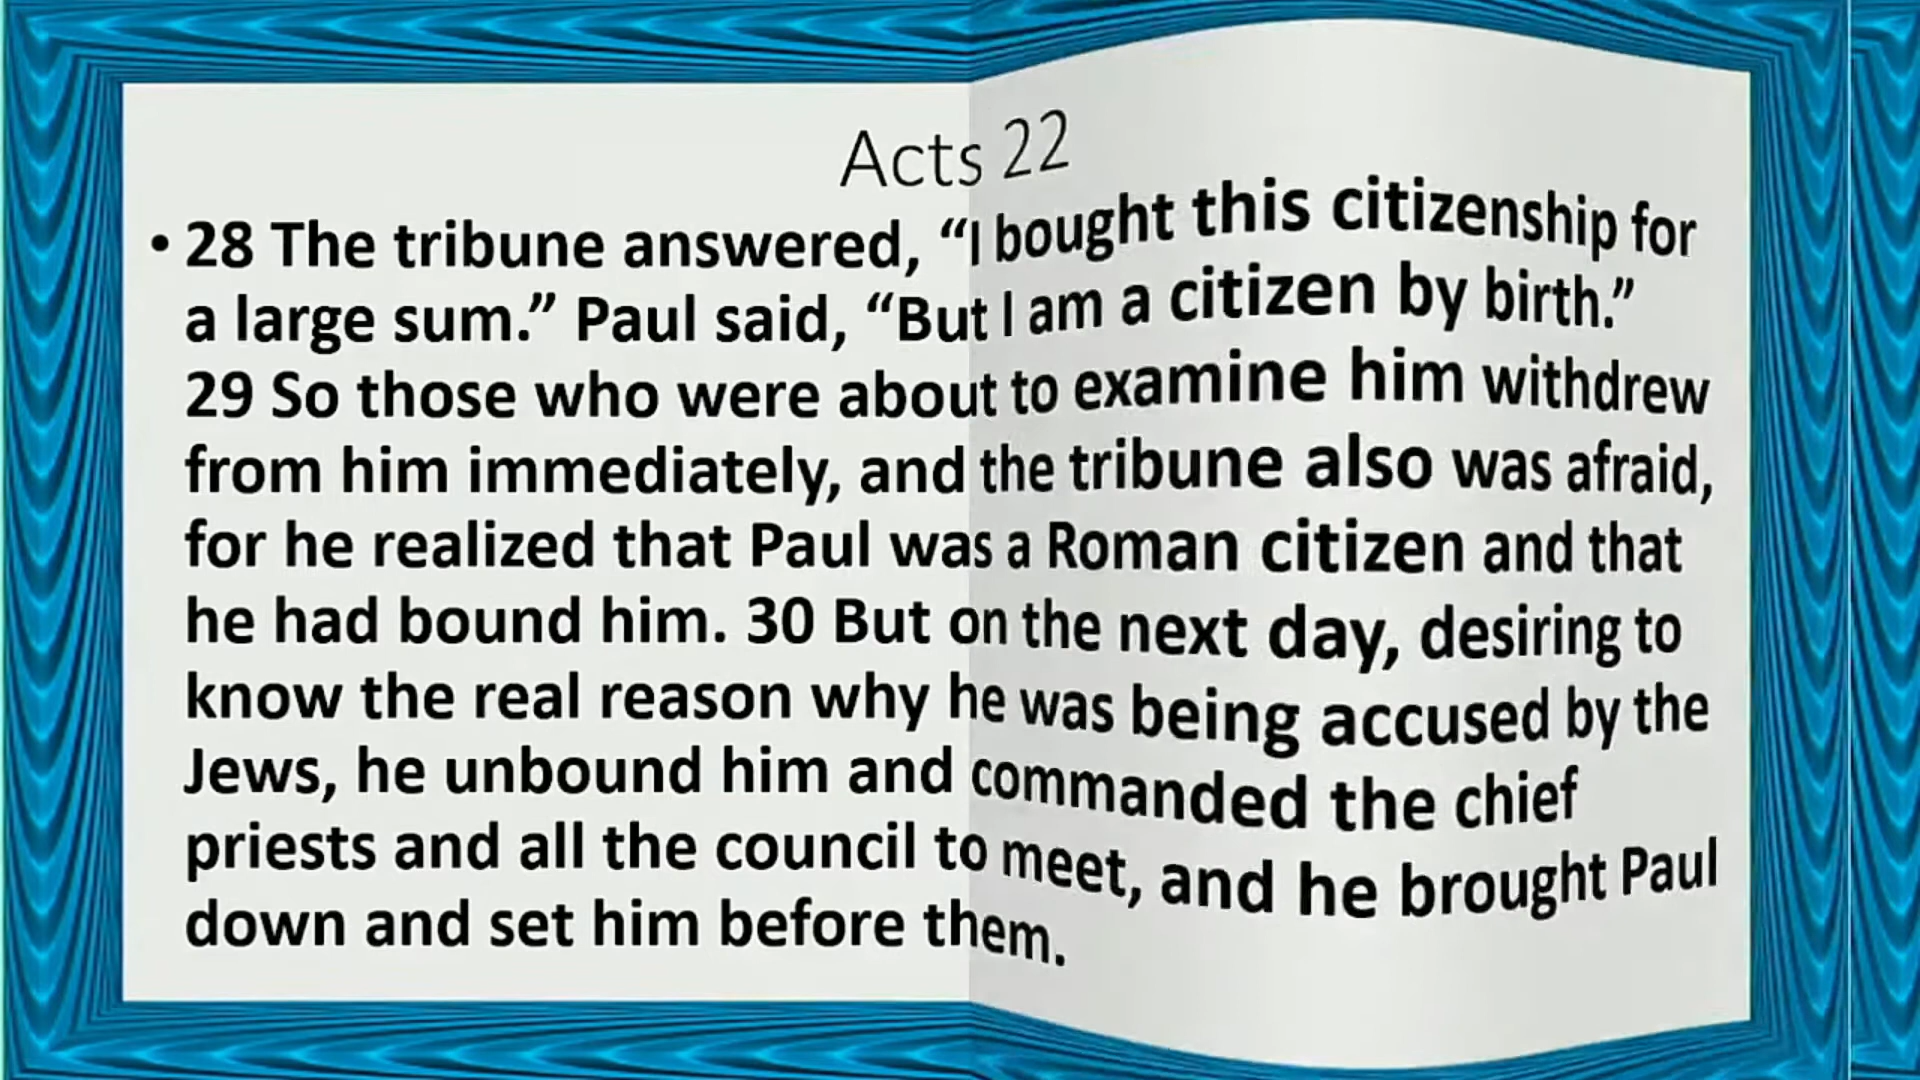 Acts 22
• 28 The tribune answered, “I bought this citizenship for
a large sum.” Paul said, “But I am a citizen by birth.”
29 So those who were about to examine him withdrew
from him immediately, and the tribune also was afraid,
for he realized that Paul was a Roman citizen and that
he had bound him. 30 But on the next day, desiring to
know the real reason why he was being accused by the
Jews, he unbound him and commanded the chief
priests and all the council to meet, and he brought Paul
down and set him before them.